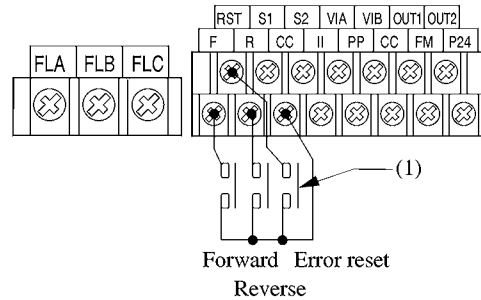 RST S1 S2 VIA VIB OUT1 OUT2
F R CC II PP CC FM P24
FLA FLB FLC
(1)
Forward Error reset
Reverse